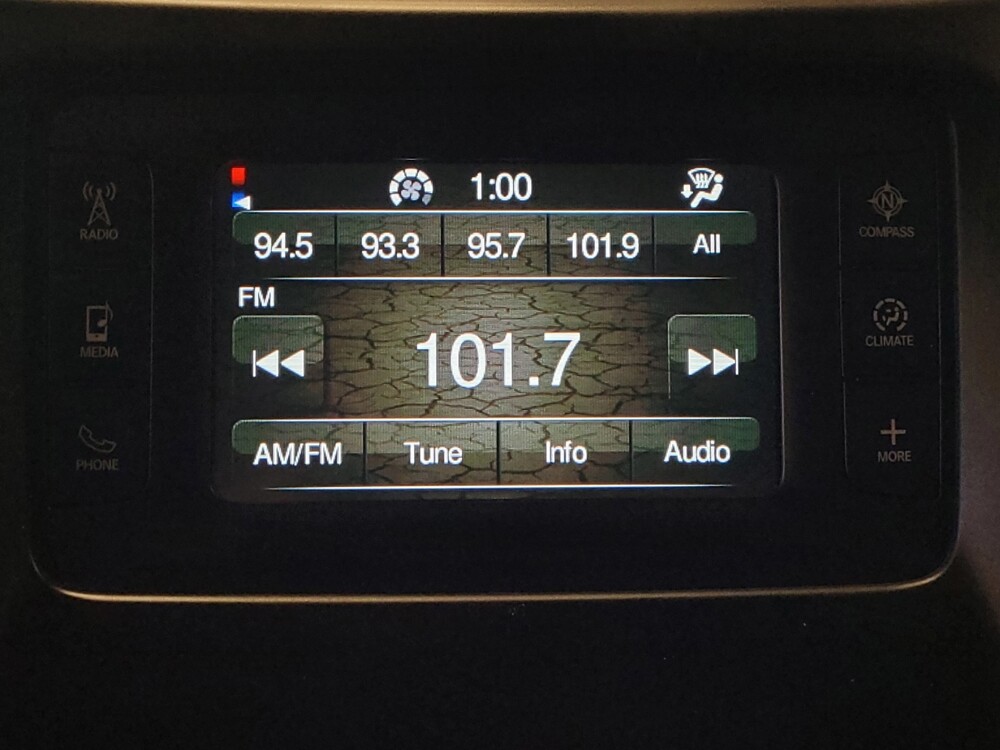 1:00
94.5 93.3 95.7 101.9 All
FM
101.7
AM/FM Tune Info Audio
RADIO
MEDIA
PHONE
N
COMPASS
CLIMATE
MORE